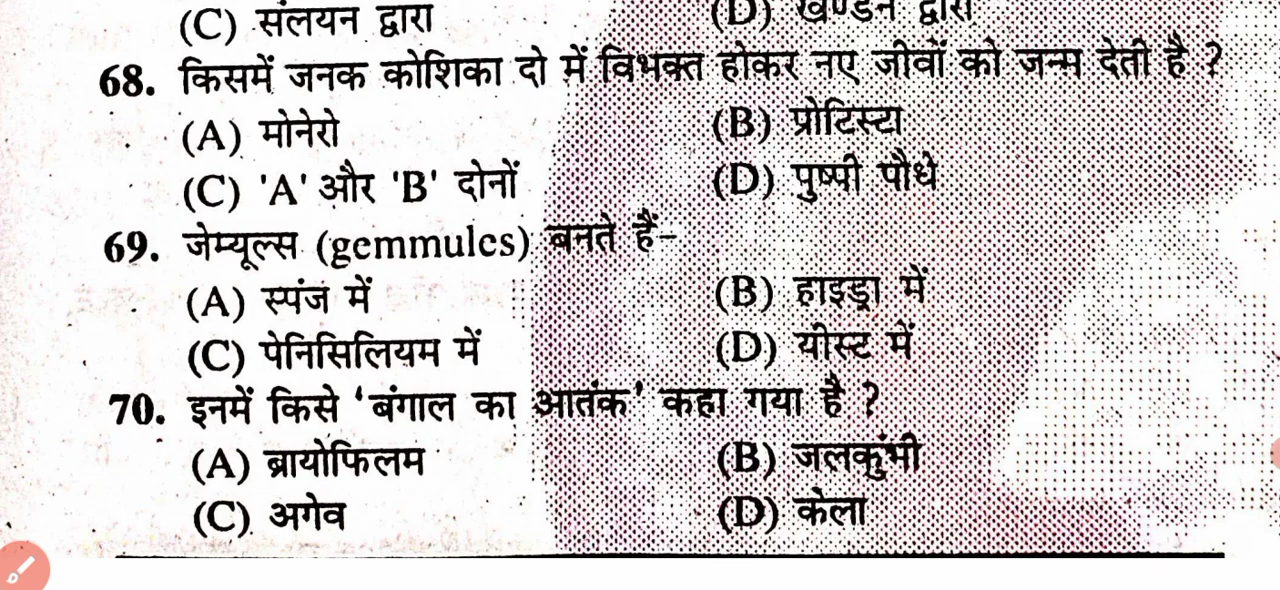 (C) संलयन द्वारा (D) खण्डन द्वारा
68. किसमें जनक कोशिका दो में विभक्त होकर नए जीवों को जन्म देती है ?
(A) मोनेरो (B) प्रोटिस्टा
(C) 'A' और 'B' दोनों (D) पुष्पी पौधे
69. जेम्यूल्स (gemmules) बनते हैं–
(A) स्पंज में (B) हाइड्रा में
(C) पेनिसिलियम में (D) यीस्ट में
70. इनमें किसे 'बंगाल का आतंक' कहा गया है ?
(A) ब्रायोफिलम (B) जलकुंभी
(C) अगेव (D) केला